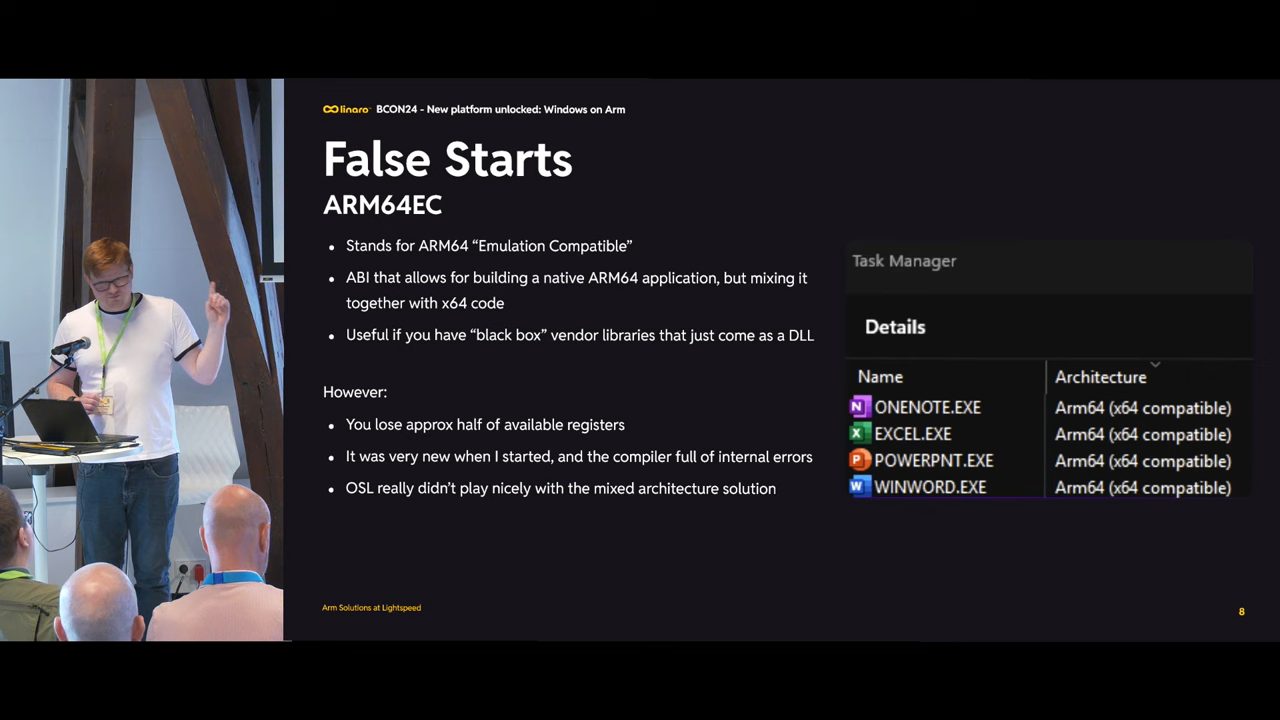 linaro BCON24 - New platform unlocked: Windows on Arm
False Starts
ARM64EC
• Stands for ARM64 “Emulation Compatible”
• ABI that allows for building a native ARM64 application, but mixing it
together with x64 code
• Useful if you have “black box” vendor libraries that just come as a DLL
However:
• You lose approx half of available registers
• It was very new when I started, and the compiler full of internal errors
• OSL really didn’t play nicely with the mixed architecture solution
Task Manager
Details
Name Architecture
ONENOTE.EXE Arm64 (x64 compatible)
EXCEL.EXE Arm64 (x64 compatible)
POWERPNT.EXE Arm64 (x64 compatible)
WINWORD.EXE Arm64 (x64 compatible)
Arm Solutions at Lightspeed
8